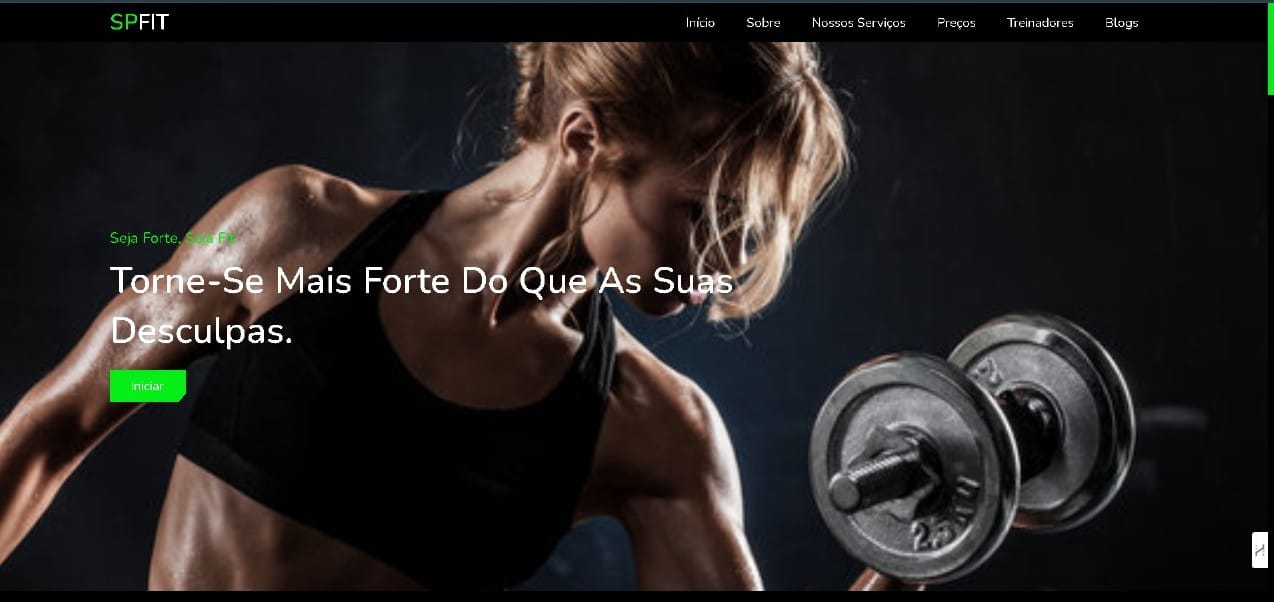 SPFIT
Início Sobre Nossos Serviços Preços Treinadores Blogs
Seja Forte, Seja Fit
Torne-Se Mais Forte Do Que As Suas
Desculpas.
Iniciar